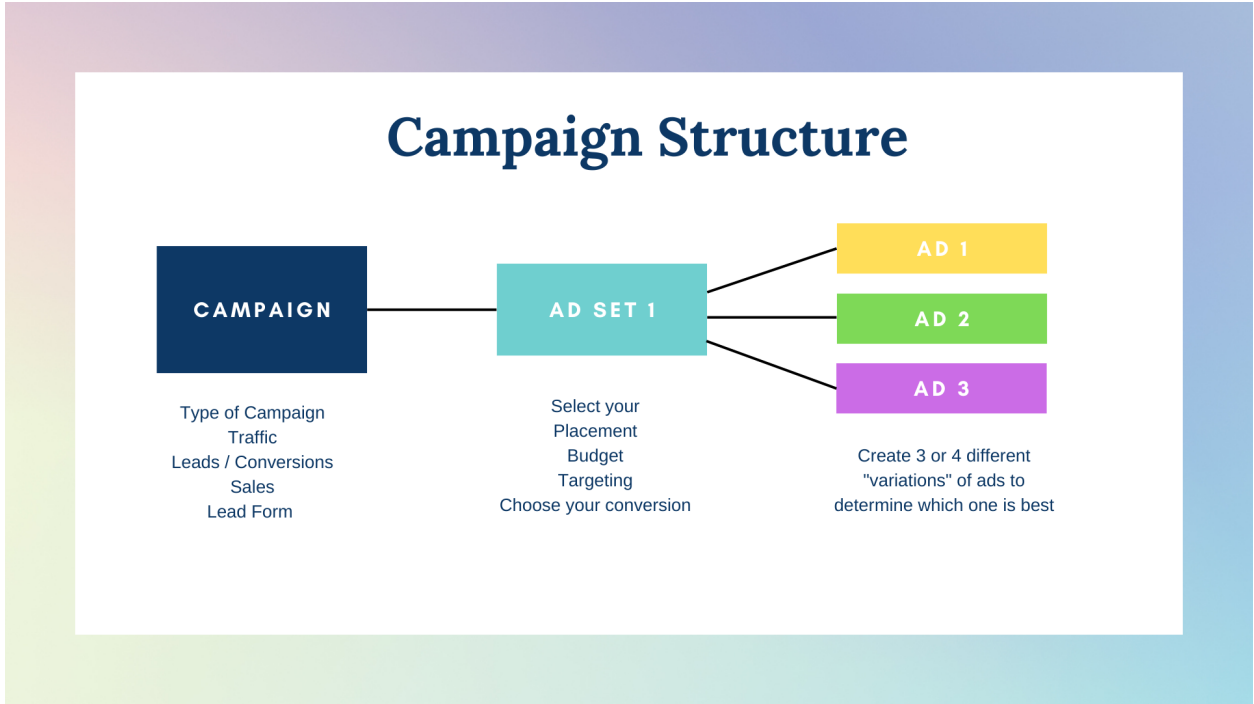 Campaign Structure
CAMPAIGN
Type of Campaign
Traffic
Leads / Conversions
Sales
Lead Form
AD SET 1
Select your
Placement
Budget
Targeting
Choose your conversion
AD 1
AD 2
AD 3
Create 3 or 4 different
"variations" of ads to
determine which one is best